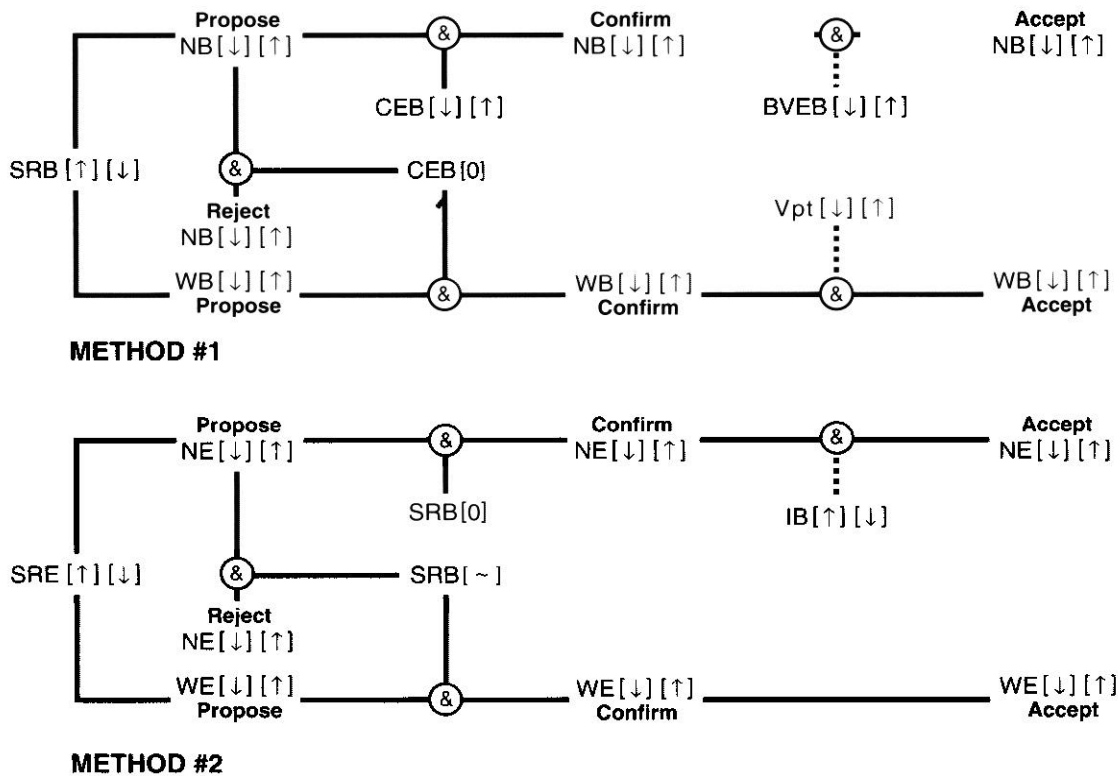 Propose Confirm Accept
NB[↓][↑] & NB[↓][↑] & NB[↓][↑]
CEB[↓][↑] BVEB[↓][↑]
SRB[↑][↓] & CEB[0]
Reject Vpt[↓][↑]
NB[↓][↑]
WB[↓][↑] & WB[↓][↑] & WB[↓][↑]
Propose Confirm Accept
METHOD #1
Propose Confirm Accept
NE[↓][↑] & NE[↓][↑] & NE[↓][↑]
SRB[0] IB[↑][↓]
SRE[↑][↓] & SRB[~]
Reject
NE[↓][↑]
WE[↓][↑] & WE[↓][↑] WE[↓][↑]
Propose Confirm Accept
METHOD #2